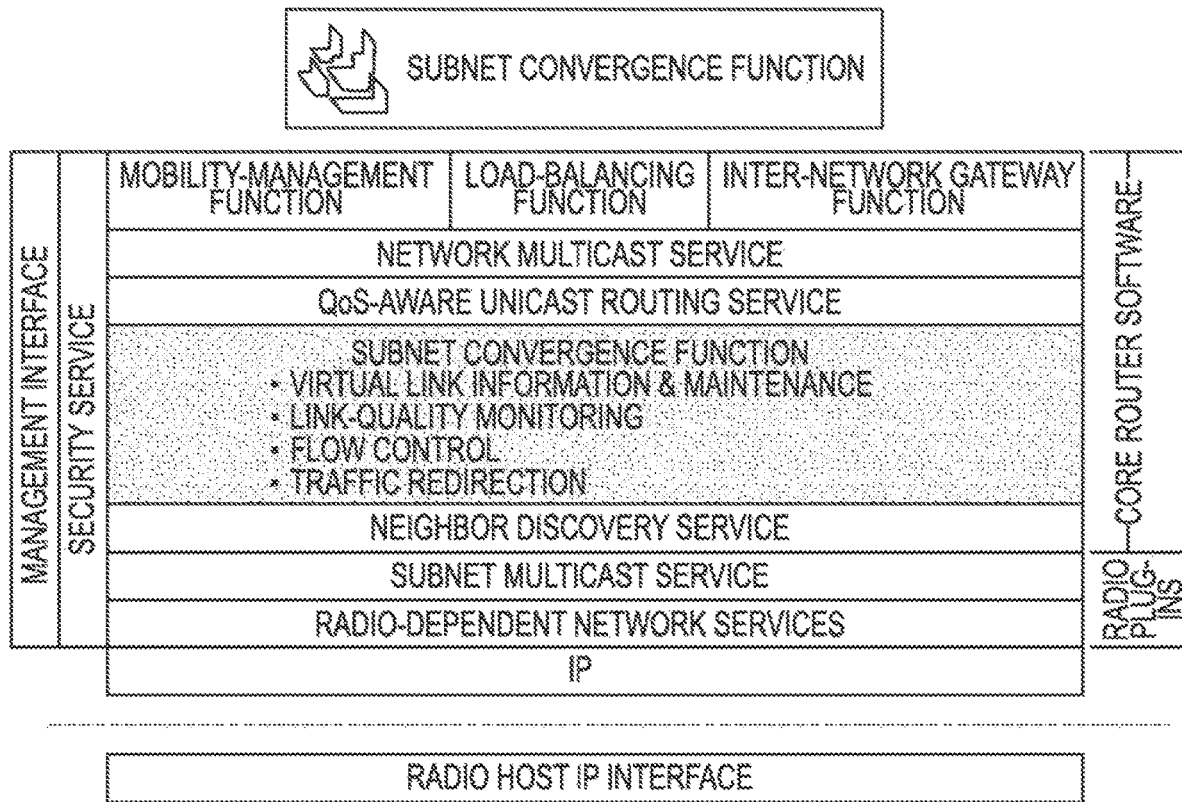 SUBNET CONVERGENCE FUNCTION
MANAGEMENT INTERFACE
SECURITY SERVICE
MOBILITY-MANAGEMENT
FUNCTION
LOAD-BALANCING
FUNCTION
INTER-NETWORK GATEWAY
FUNCTION
NETWORK MULTICAST SERVICE
QoS-AWARE UNICAST ROUTING SERVICE
SUBNET CONVERGENCE FUNCTION
• VIRTUAL LINK INFORMATION & MAINTENANCE
• LINK-QUALITY MONITORING
• FLOW CONTROL
• TRAFFIC REDIRECTION
NEIGHBOR DISCOVERY SERVICE
SUBNET MULTICAST SERVICE
RADIO-DEPENDENT NETWORK SERVICES
IP
CORE ROUTER SOFTWARE
RADIO
PLUG-
INS
RADIO HOST IP INTERFACE